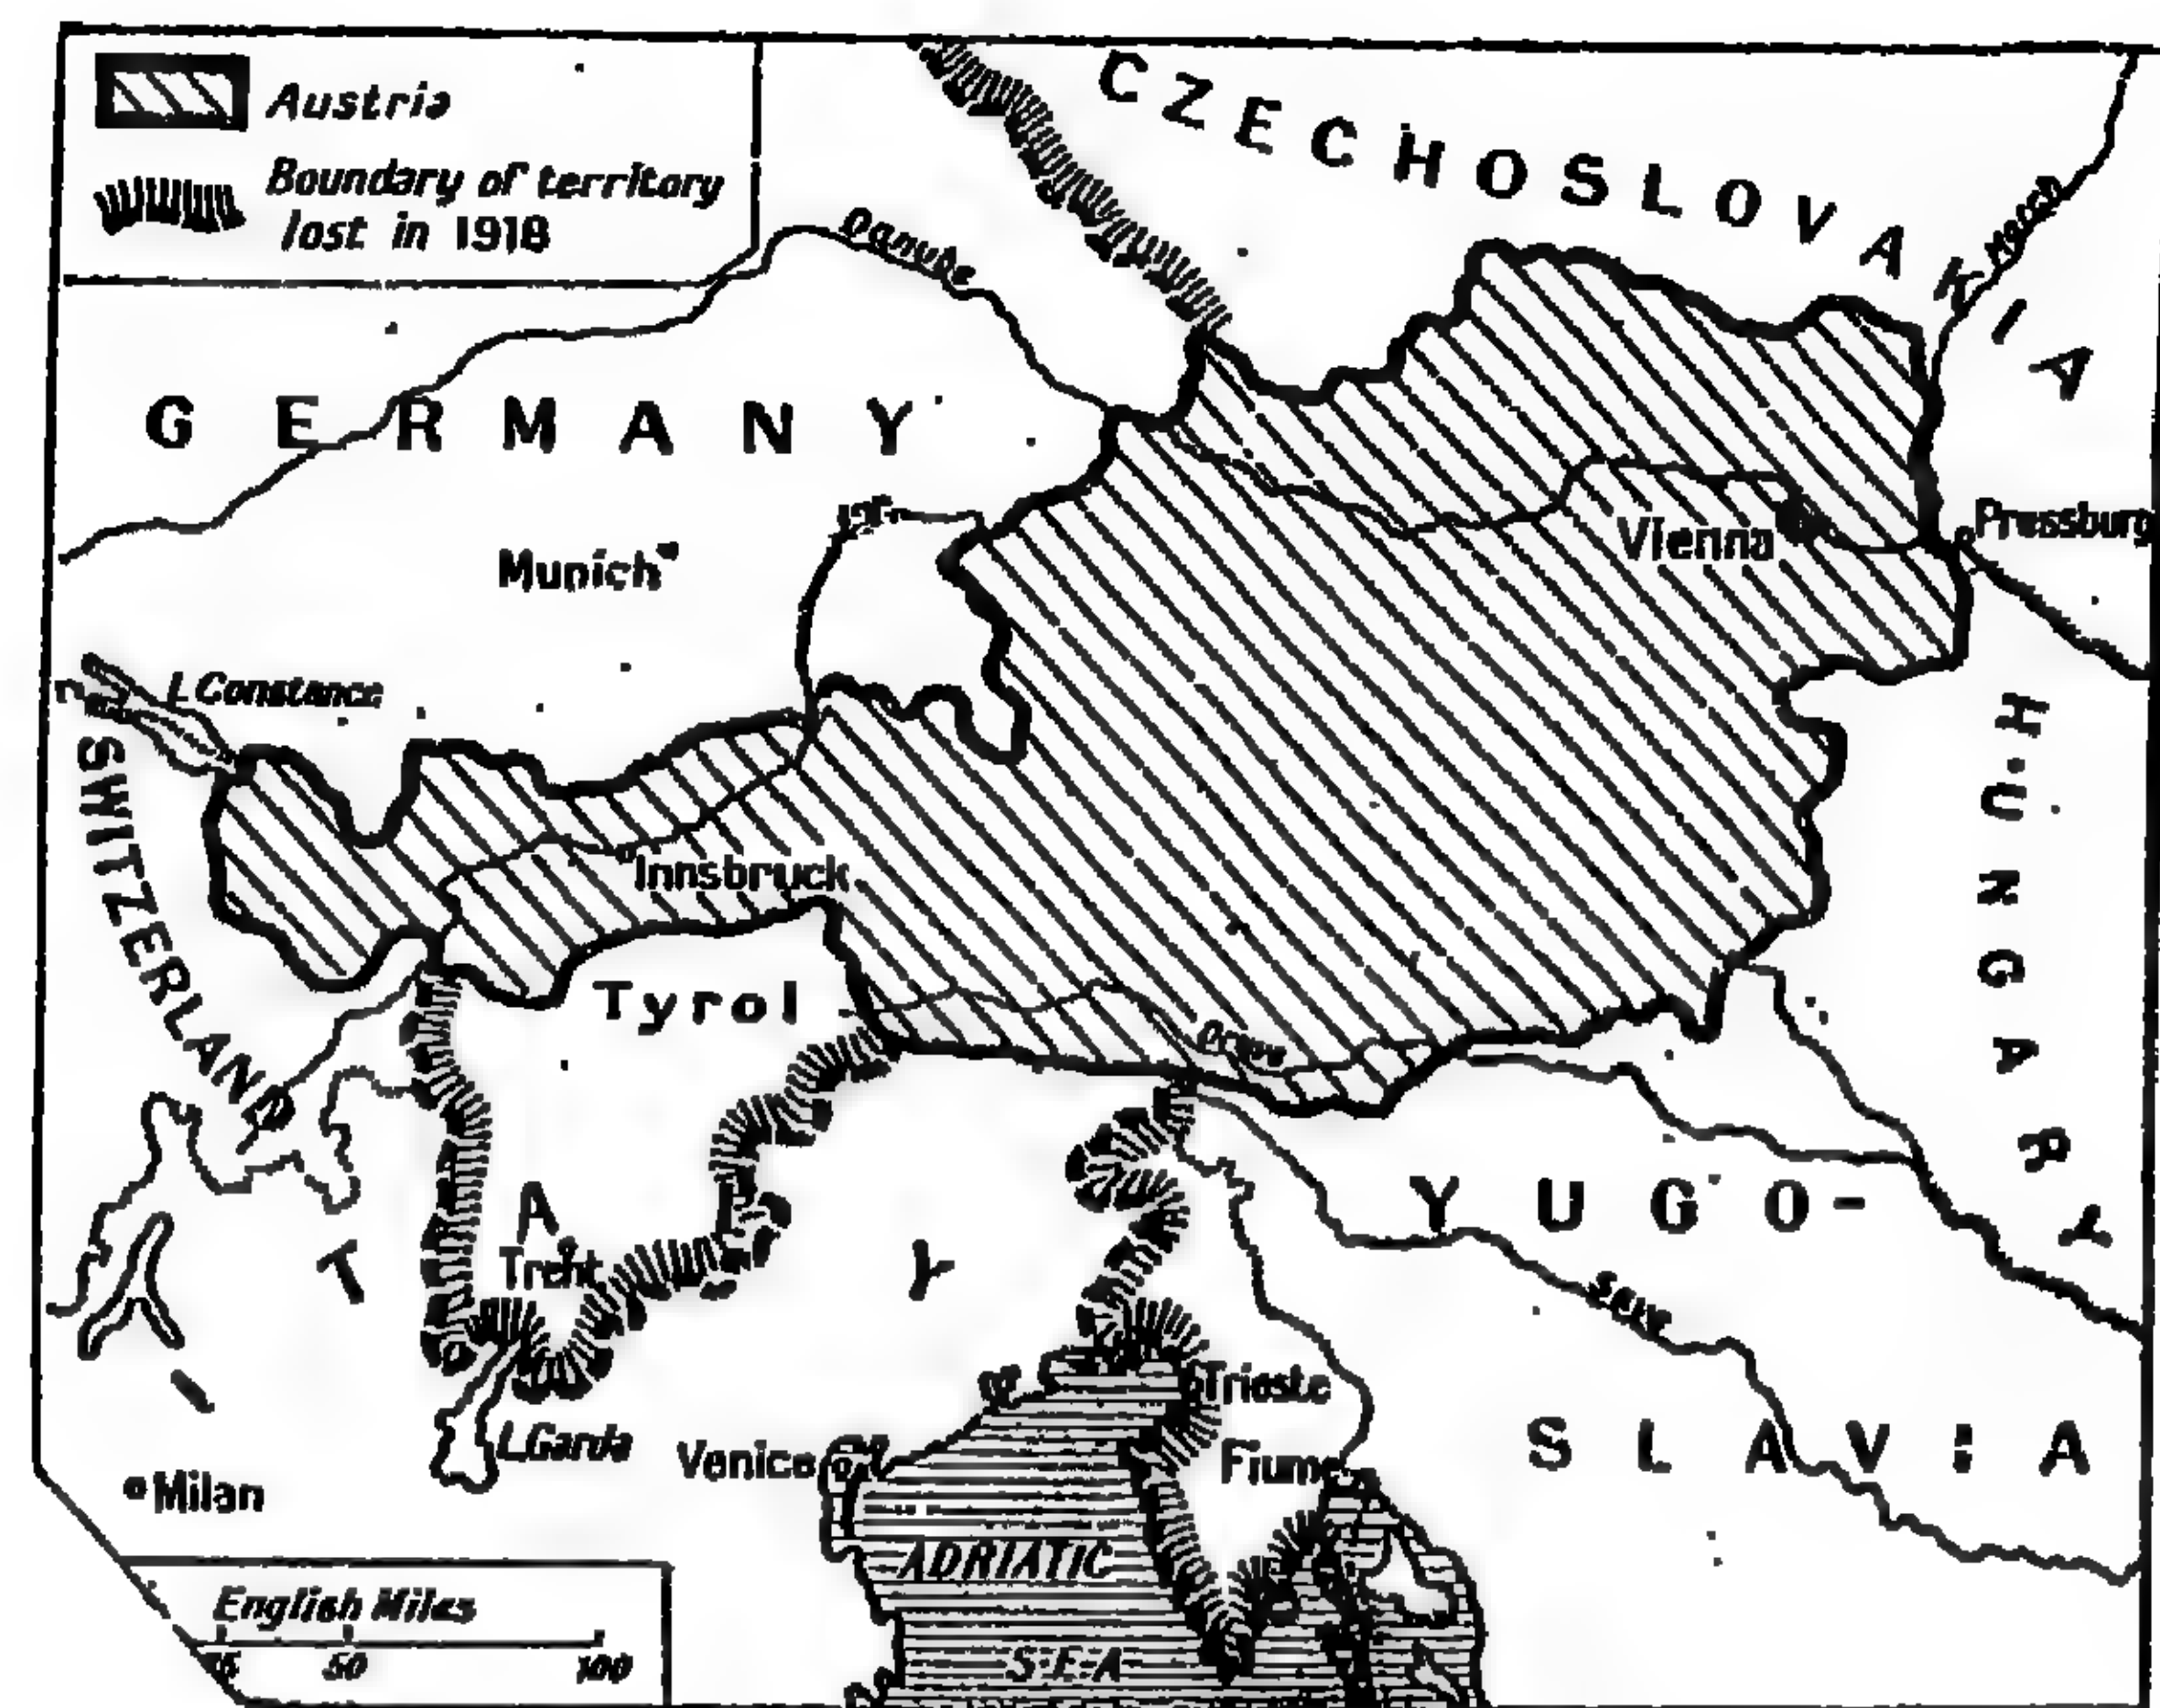 Austria
Boundary of territory
lost in 1918
CZECHOSLOVAKIA
Danube
GERMANY
Munich
Vienna
Pressburg
L Constance
SWITZERLAND
Innsbruck
HUNGARY
Tyrol
Drave
YUGO-
SLAVIA
Save
I T A Y
Trent
L.Garda
Venice
Trieste
Fiume
Milan
ADRIATIC
SEA
English Miles
50 100